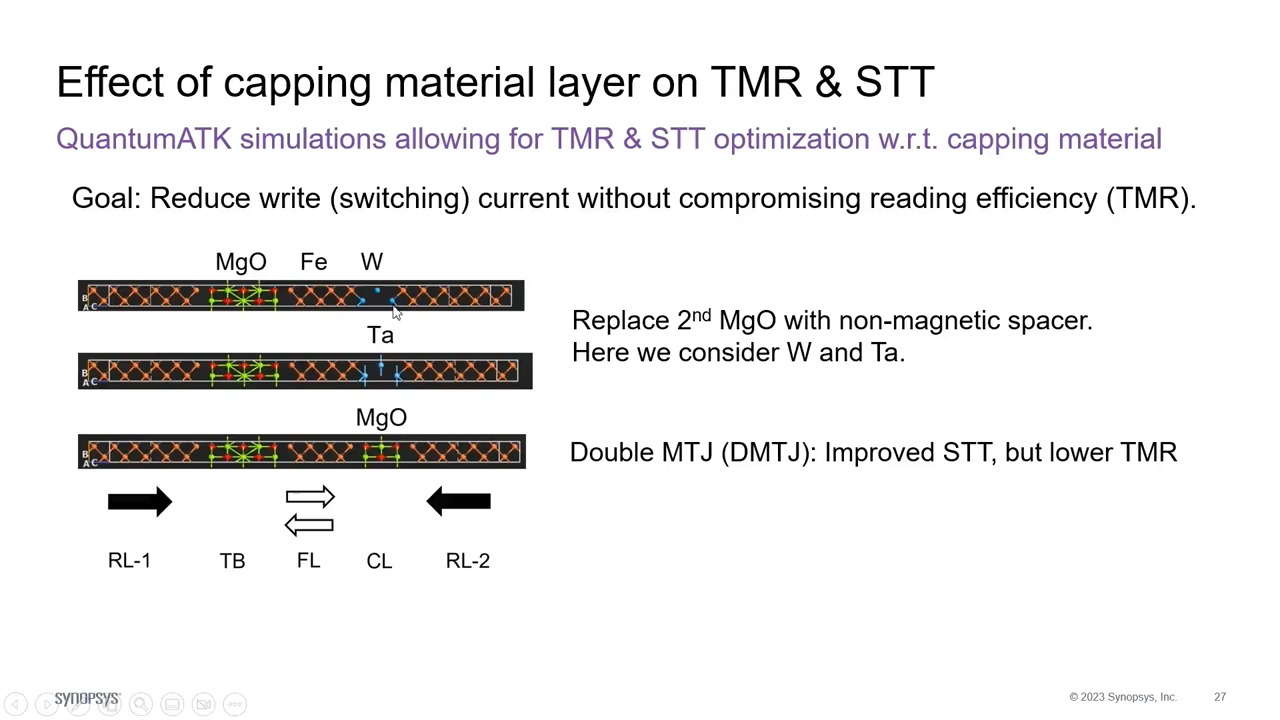 Effect of capping material layer on TMR & STT
QuantumATK simulations allowing for TMR & STT optimization w.r.t. capping material
Goal: Reduce write (switching) current without compromising reading efficiency (TMR).
MgO Fe W
B
A C
Replace 2nd MgO with non-magnetic spacer.
Here we consider W and Ta.
Ta
B
A C
MgO
B
A C
Double MTJ (DMTJ): Improved STT, but lower TMR
RL-1 TB FL CL RL-2
SYNOPSYS
© 2023 Synopsys, Inc. 27